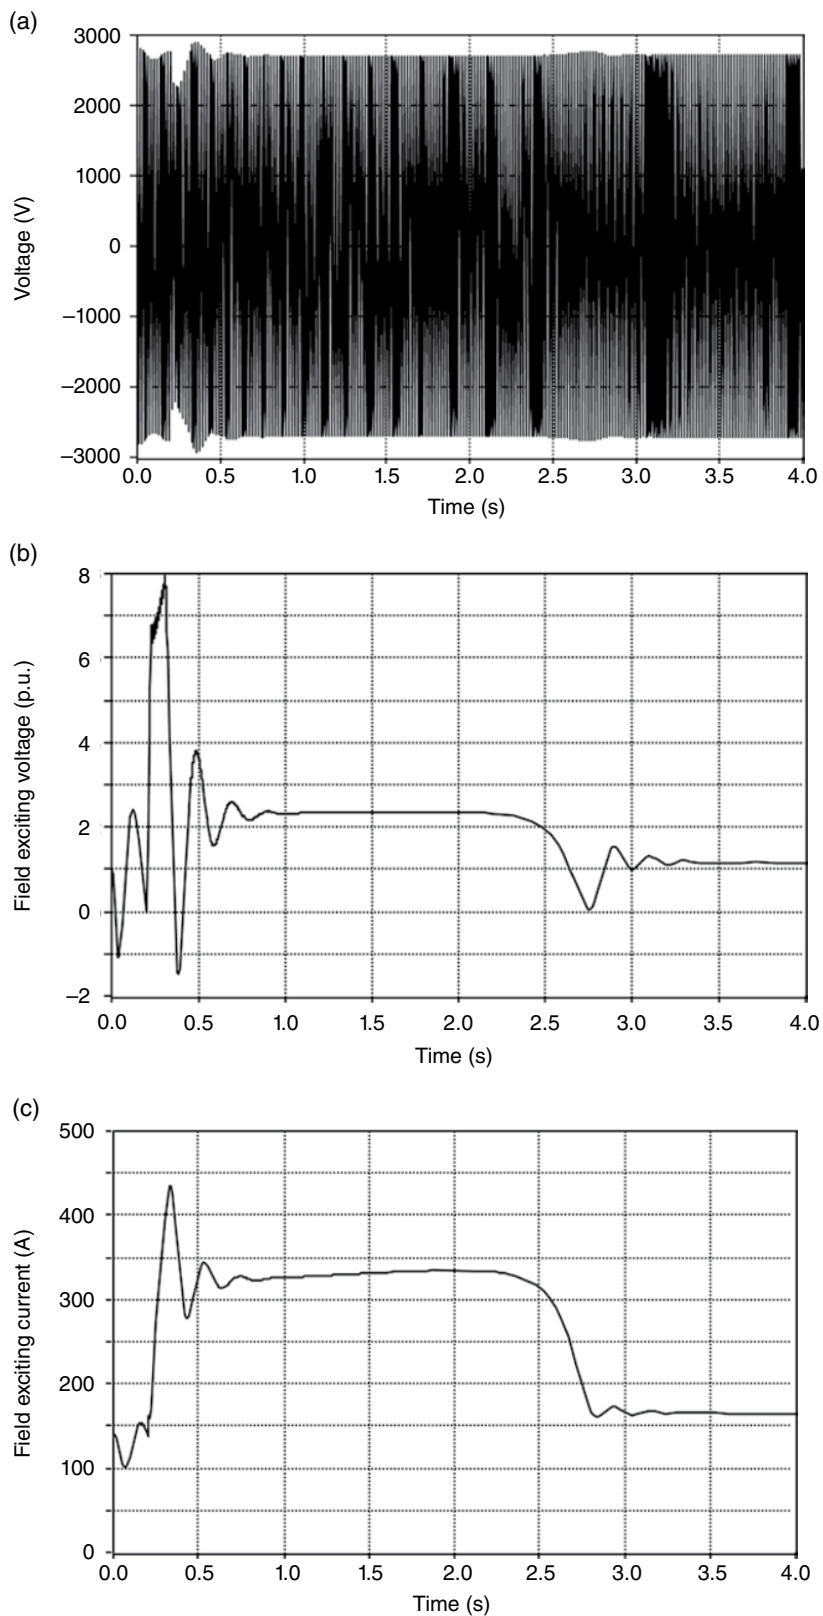 (a)
3000
2000
1000
0
–1000
–2000
–3000
Voltage (V)
0.0 0.5 1.0 1.5 2.0 2.5 3.0 3.5 4.0
Time (s)
(b)
8
6
4
2
0
–2
Field exciting voltage (p.u.)
0.0 0.5 1.0 1.5 2.0 2.5 3.0 3.5 4.0
Time (s)
(c)
500
400
300
200
100
0
Field exciting current (A)
0.0 0.5 1.0 1.5 2.0 2.5 3.0 3.5 4.0
Time (s)